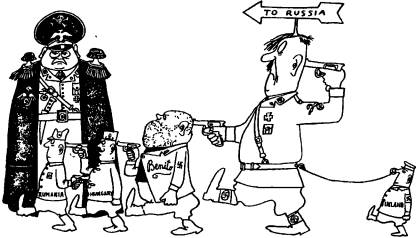 TO RUSSIA
Benito
RUMANIA
HUNGARY
FINLAND